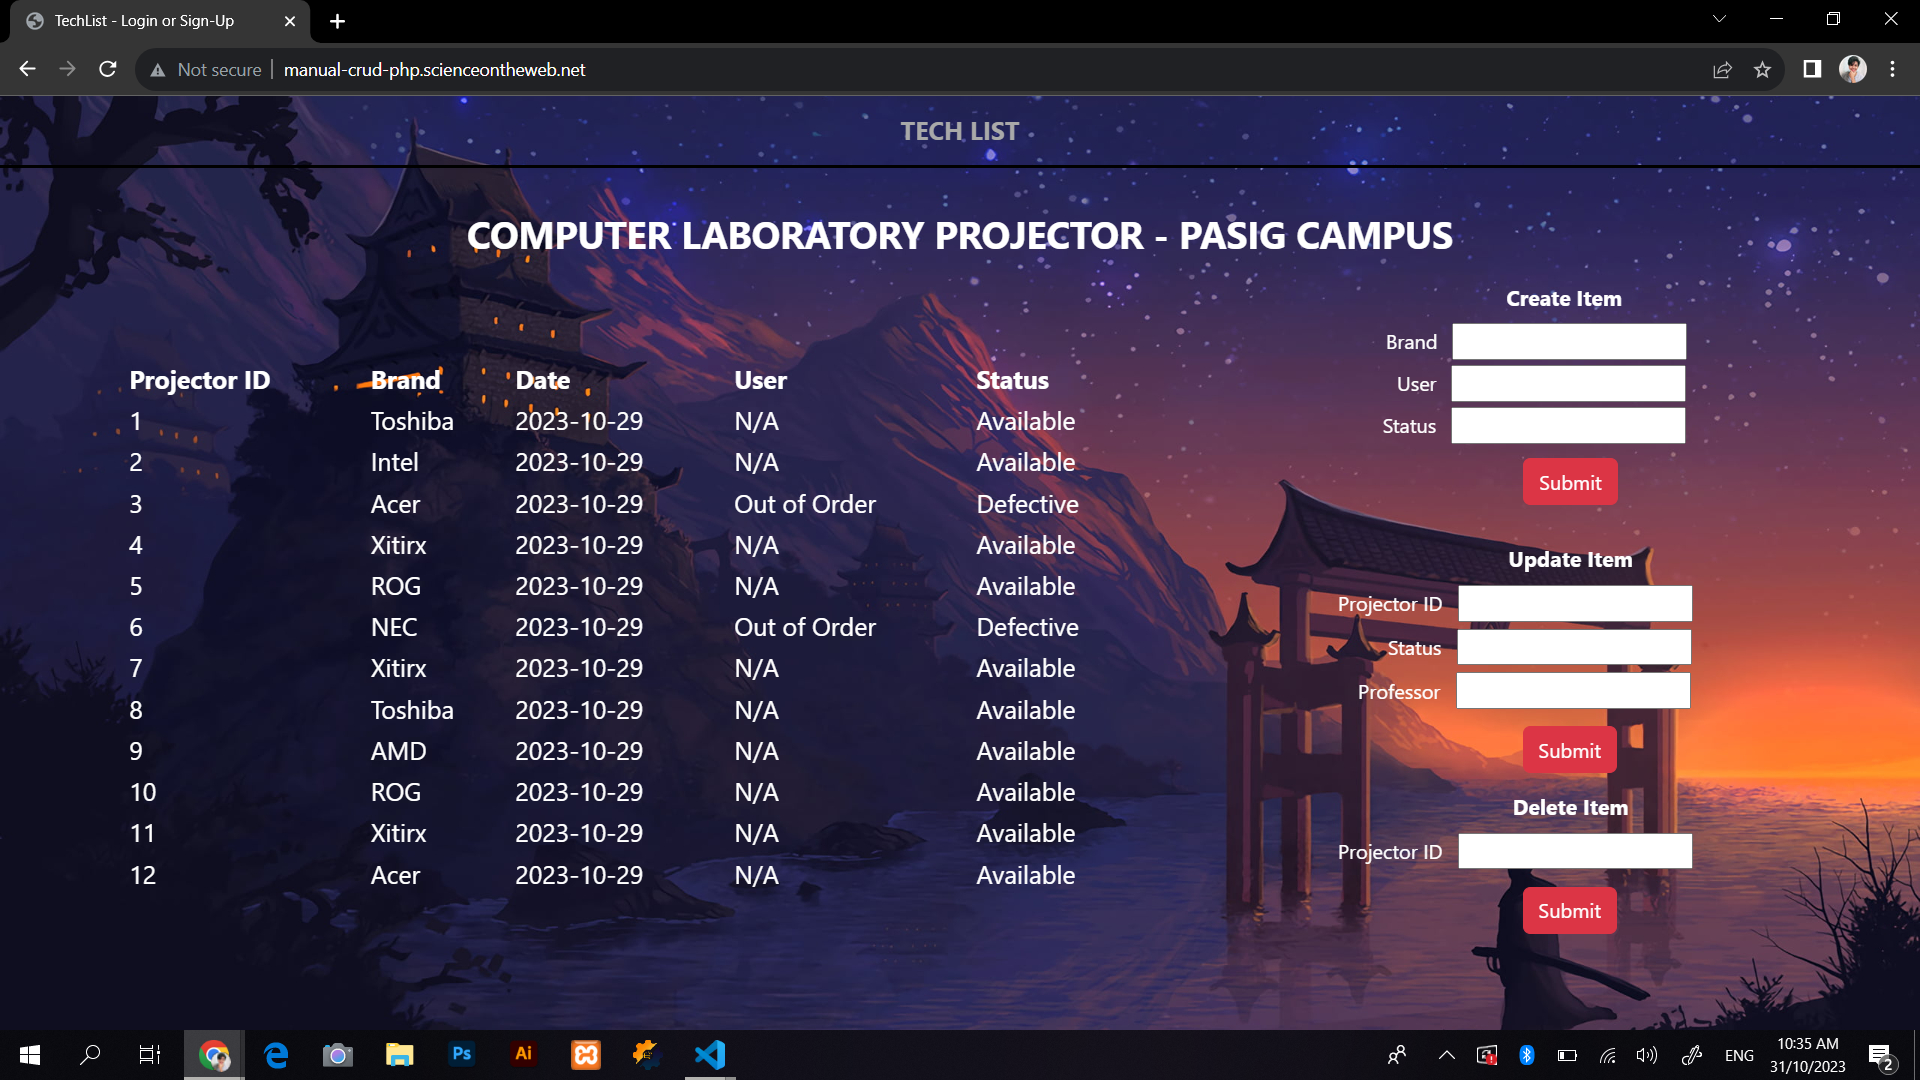 TechList - Login or Sign-Up
Not secure
manual-crud-php.scienceontheweb.net
TECH LIST
COMPUTER LABORATORY PROJECTOR - PASIG CAMPUS
Projector ID Brand Date User Status
1 Toshiba 2023-10-29 N/A Available
2 Intel 2023-10-29 N/A Available
3 Acer 2023-10-29 Out of Order Defective
4 Xitirx 2023-10-29 N/A Available
5 ROG 2023-10-29 N/A Available
6 NEC 2023-10-29 Out of Order Defective
7 Xitirx 2023-10-29 N/A Available
8 Toshiba 2023-10-29 N/A Available
9 AMD 2023-10-29 N/A Available
10 ROG 2023-10-29 N/A Available
11 Xitirx 2023-10-29 N/A Available
12 Acer 2023-10-29 N/A Available
Create Item
Brand
User
Status
Submit
Update Item
Projector ID
Status
Professor
Submit
Delete Item
Projector ID
Submit
Ps
Ai
ENG
10:35 AM
31/10/2023
2